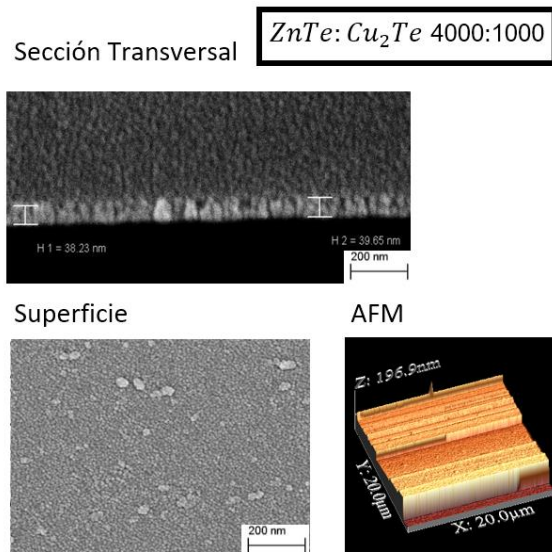 Sección Transversal
ZnTe: Cu₂Te 4000:1000
H 1 = 38.23 nm
H 2 = 39.65 nm
200 nm
Superficie
AFM
200 nm
Z: 196.9nm
Y: 20.0µm
X: 20.0µm